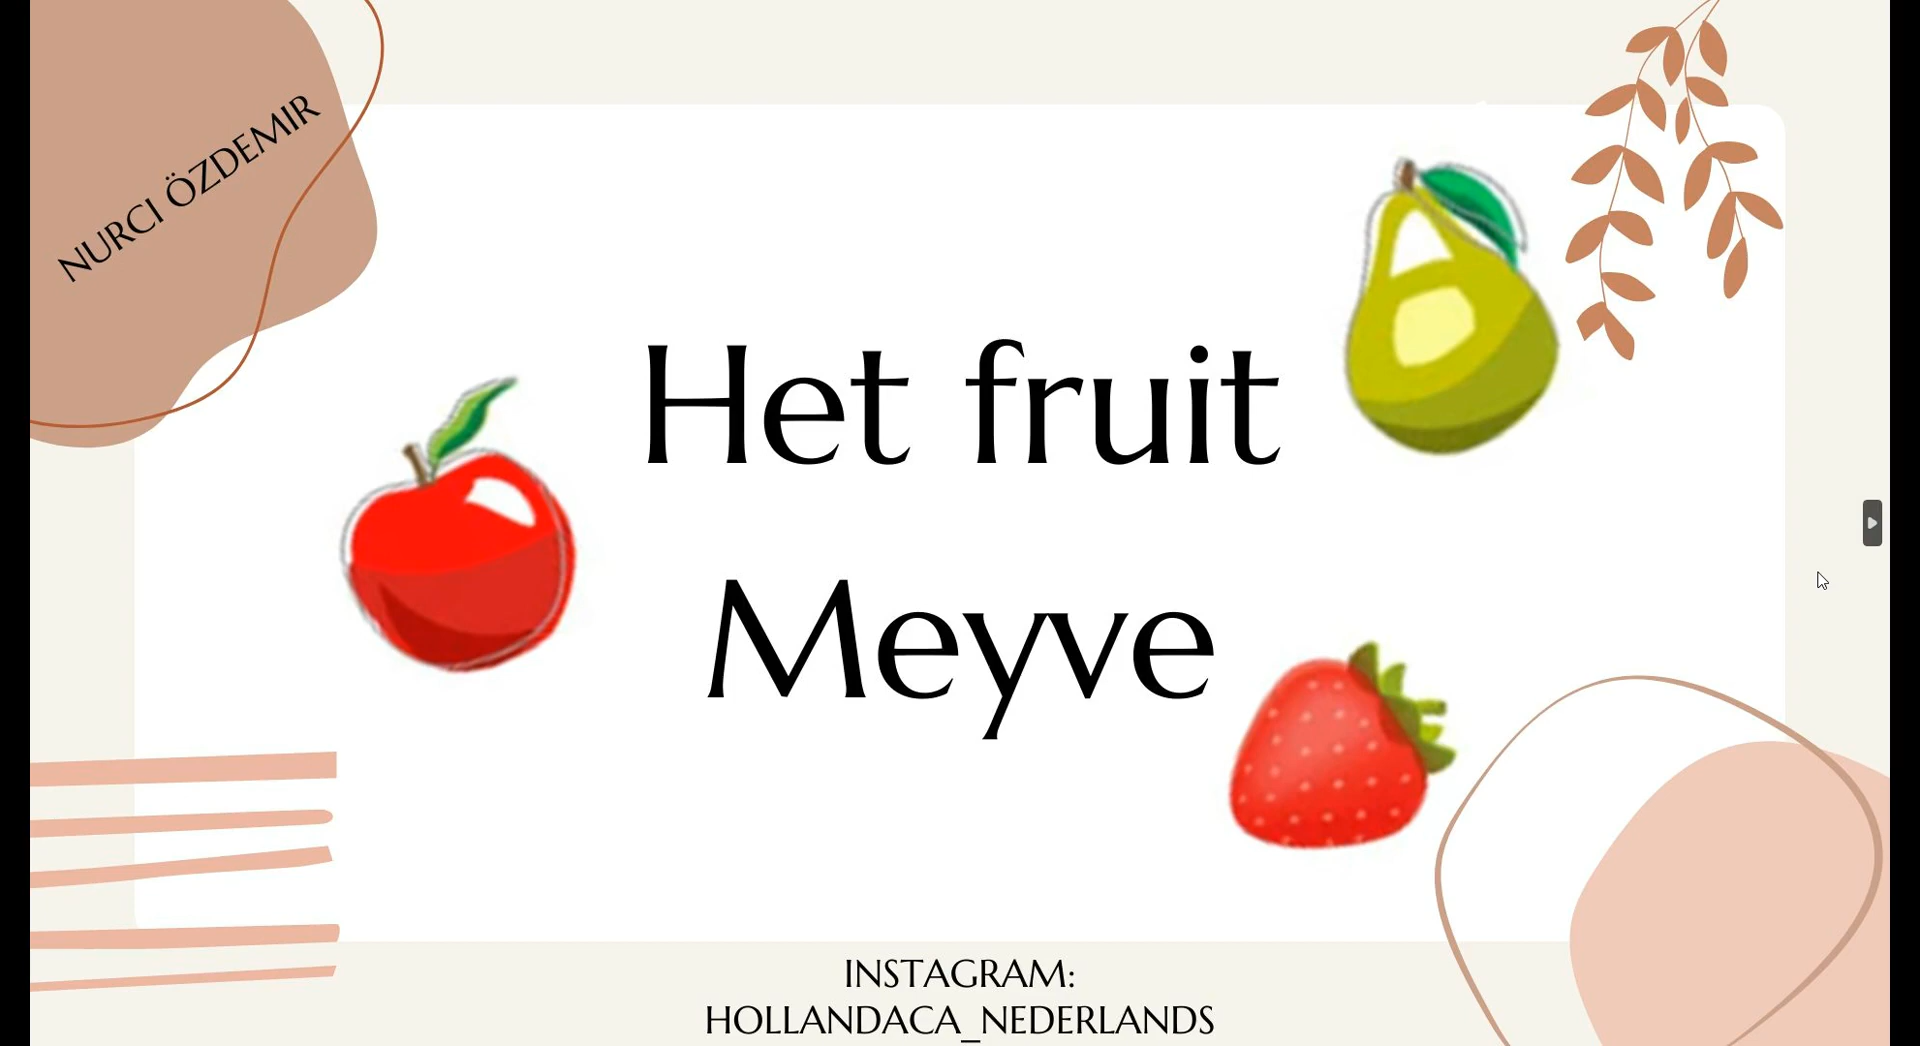 NURCI ÖZDEMIR
Het fruit
Meyve
INSTAGRAM:
HOLLANDACA_NEDERLANDS